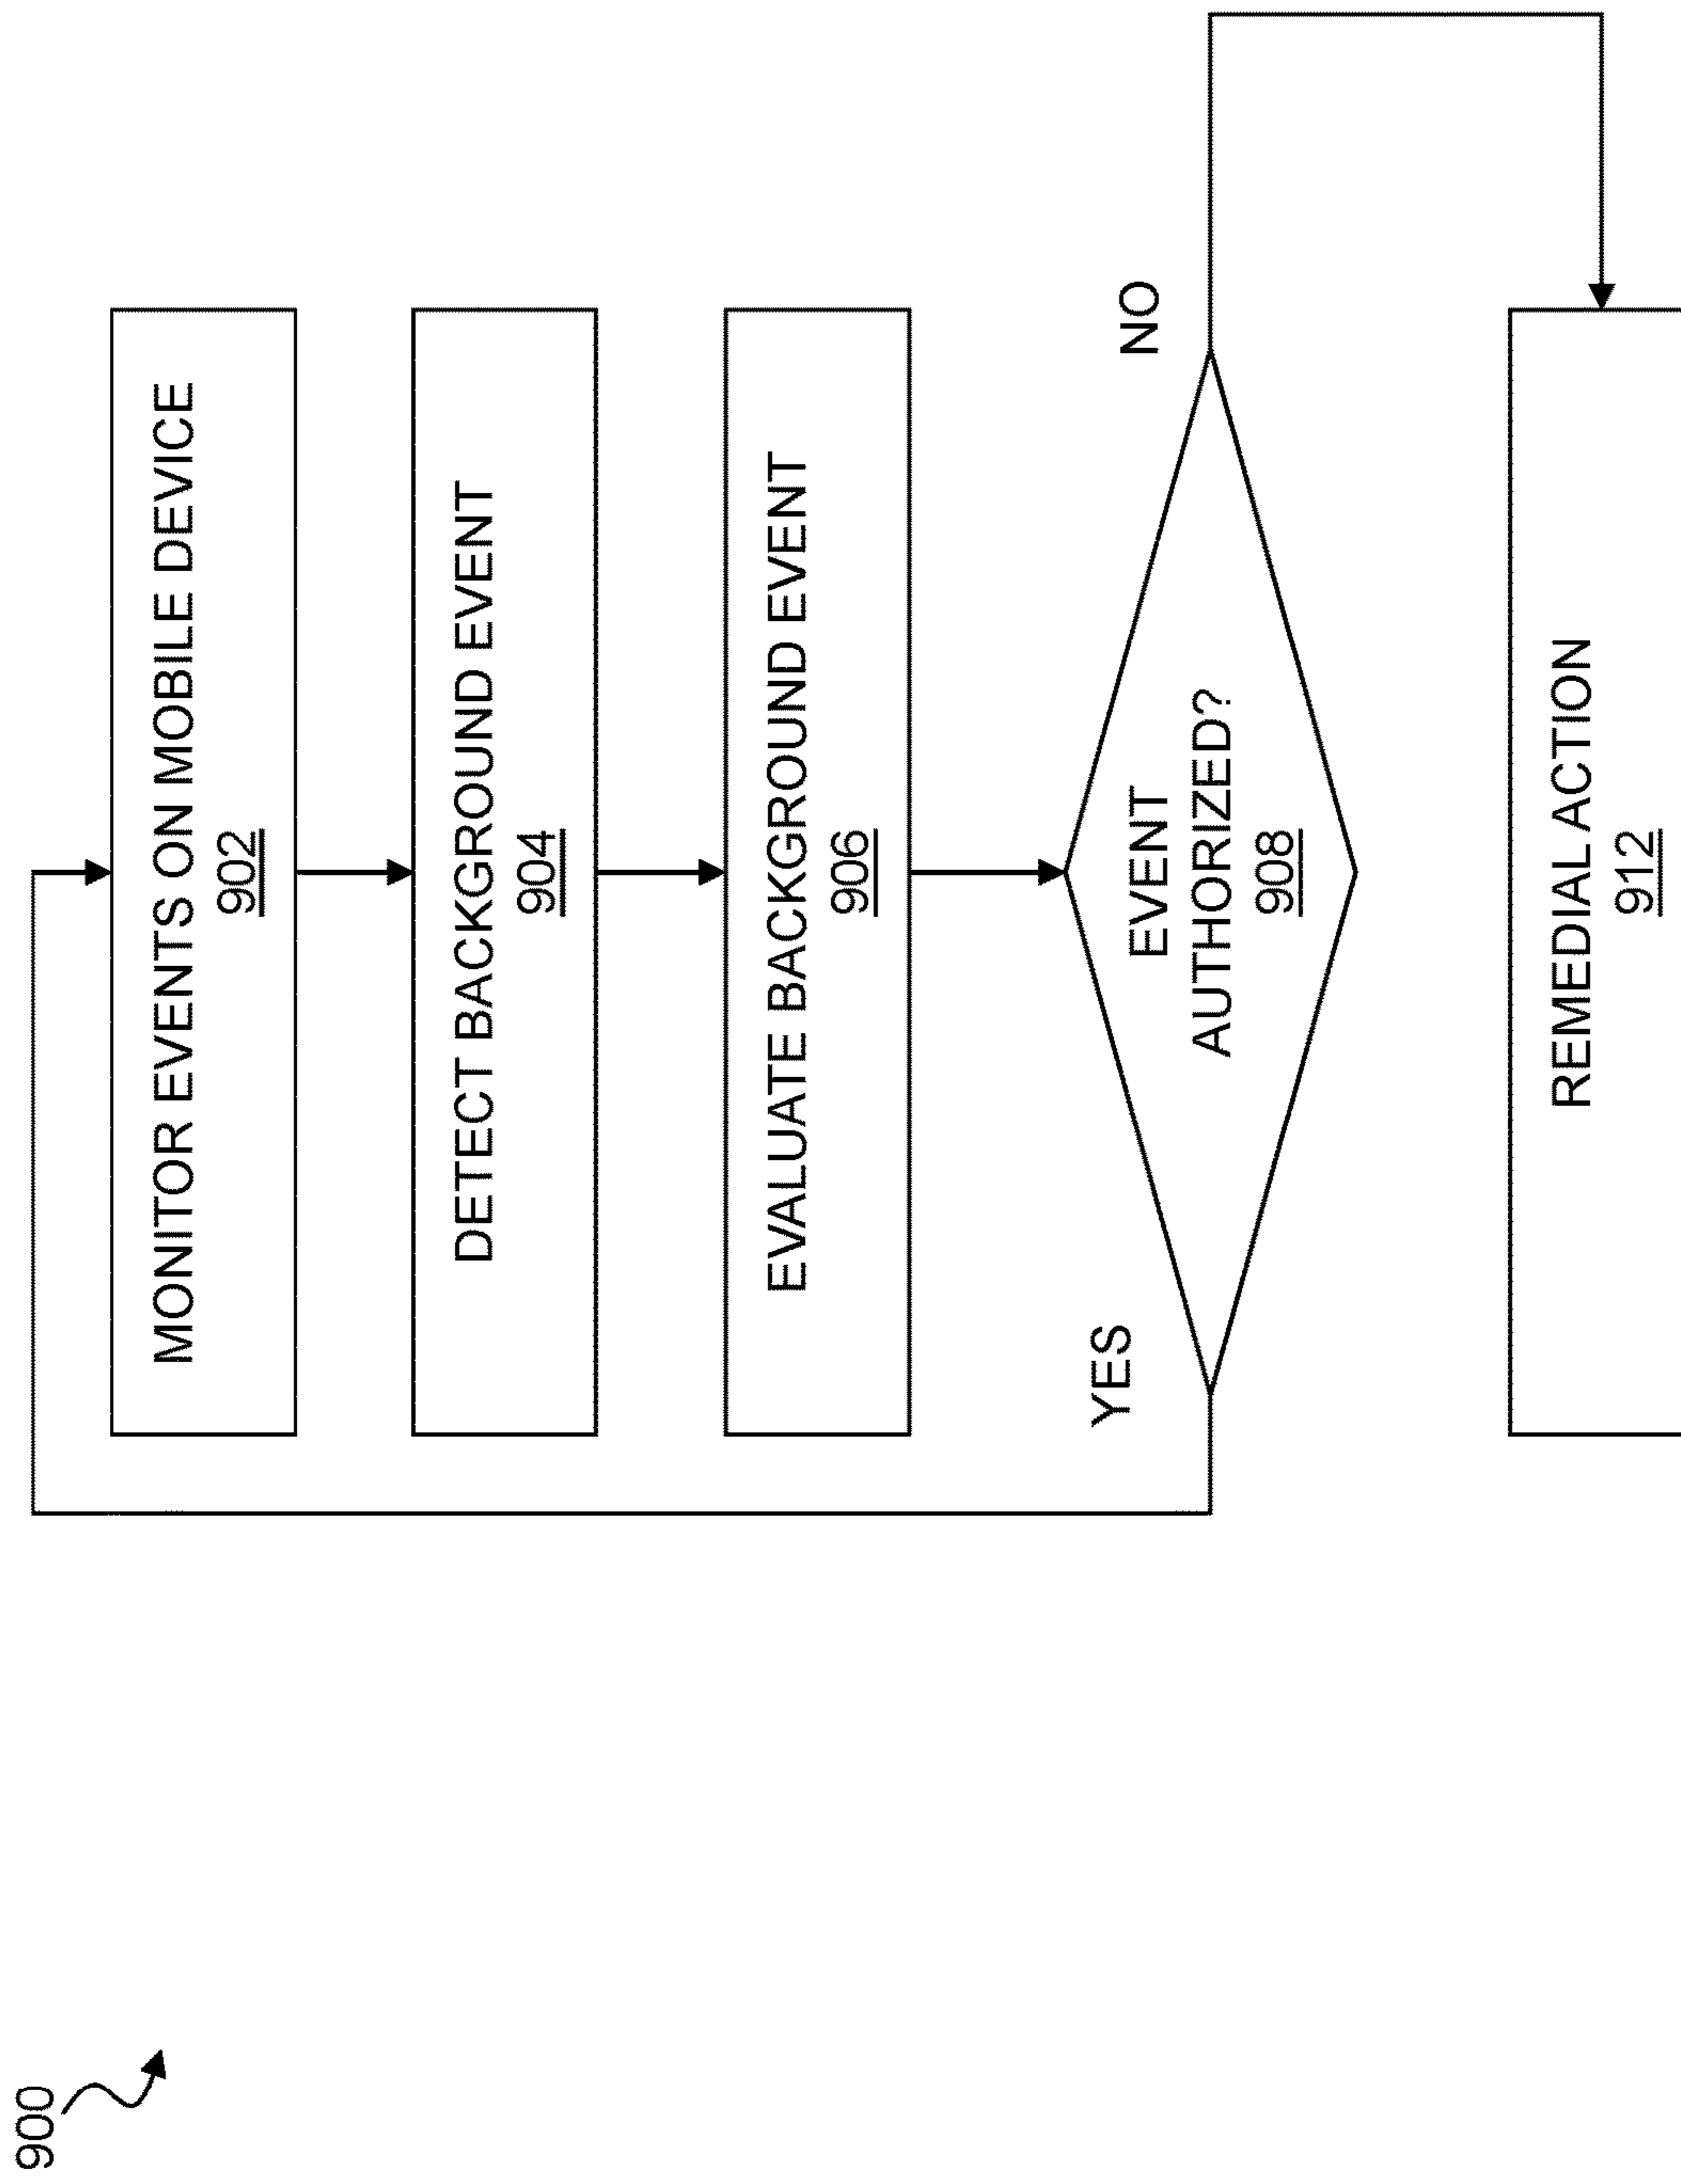 900
MONITOR EVENTS ON MOBILE DEVICE
902
DETECT BACKGROUND EVENT
904
EVALUATE BACKGROUND EVENT
906
YES
EVENT
AUTHORIZED?
908
NO
REMEDIAL ACTION
912